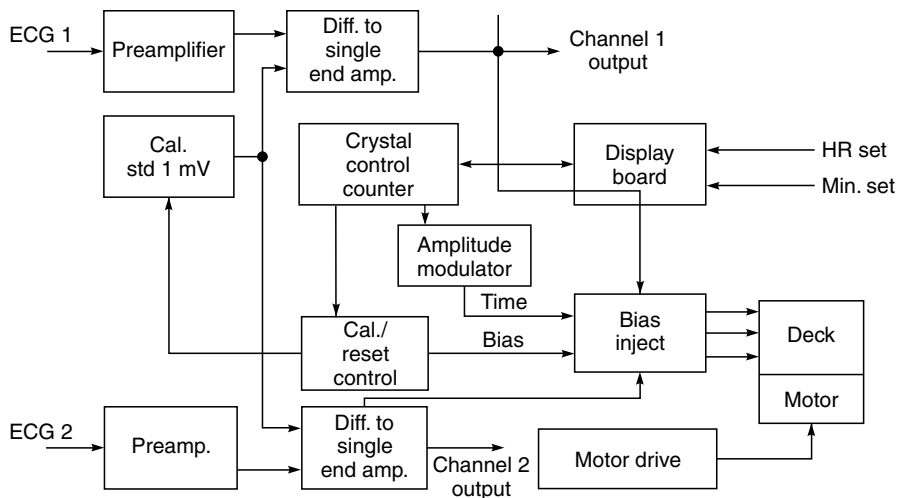 ECG 1
Preamplifier
Diff. to
single
end amp.
Channel 1
output
Cal.
std 1 mV
Crystal
control
counter
Display
board
HR set
Min. set
Amplitude
modulator
Time
Bias
inject
Deck
Motor
Cal./
reset
control
Bias
ECG 2
Preamp.
Diff. to
single
end amp.
Channel 2
output
Motor drive